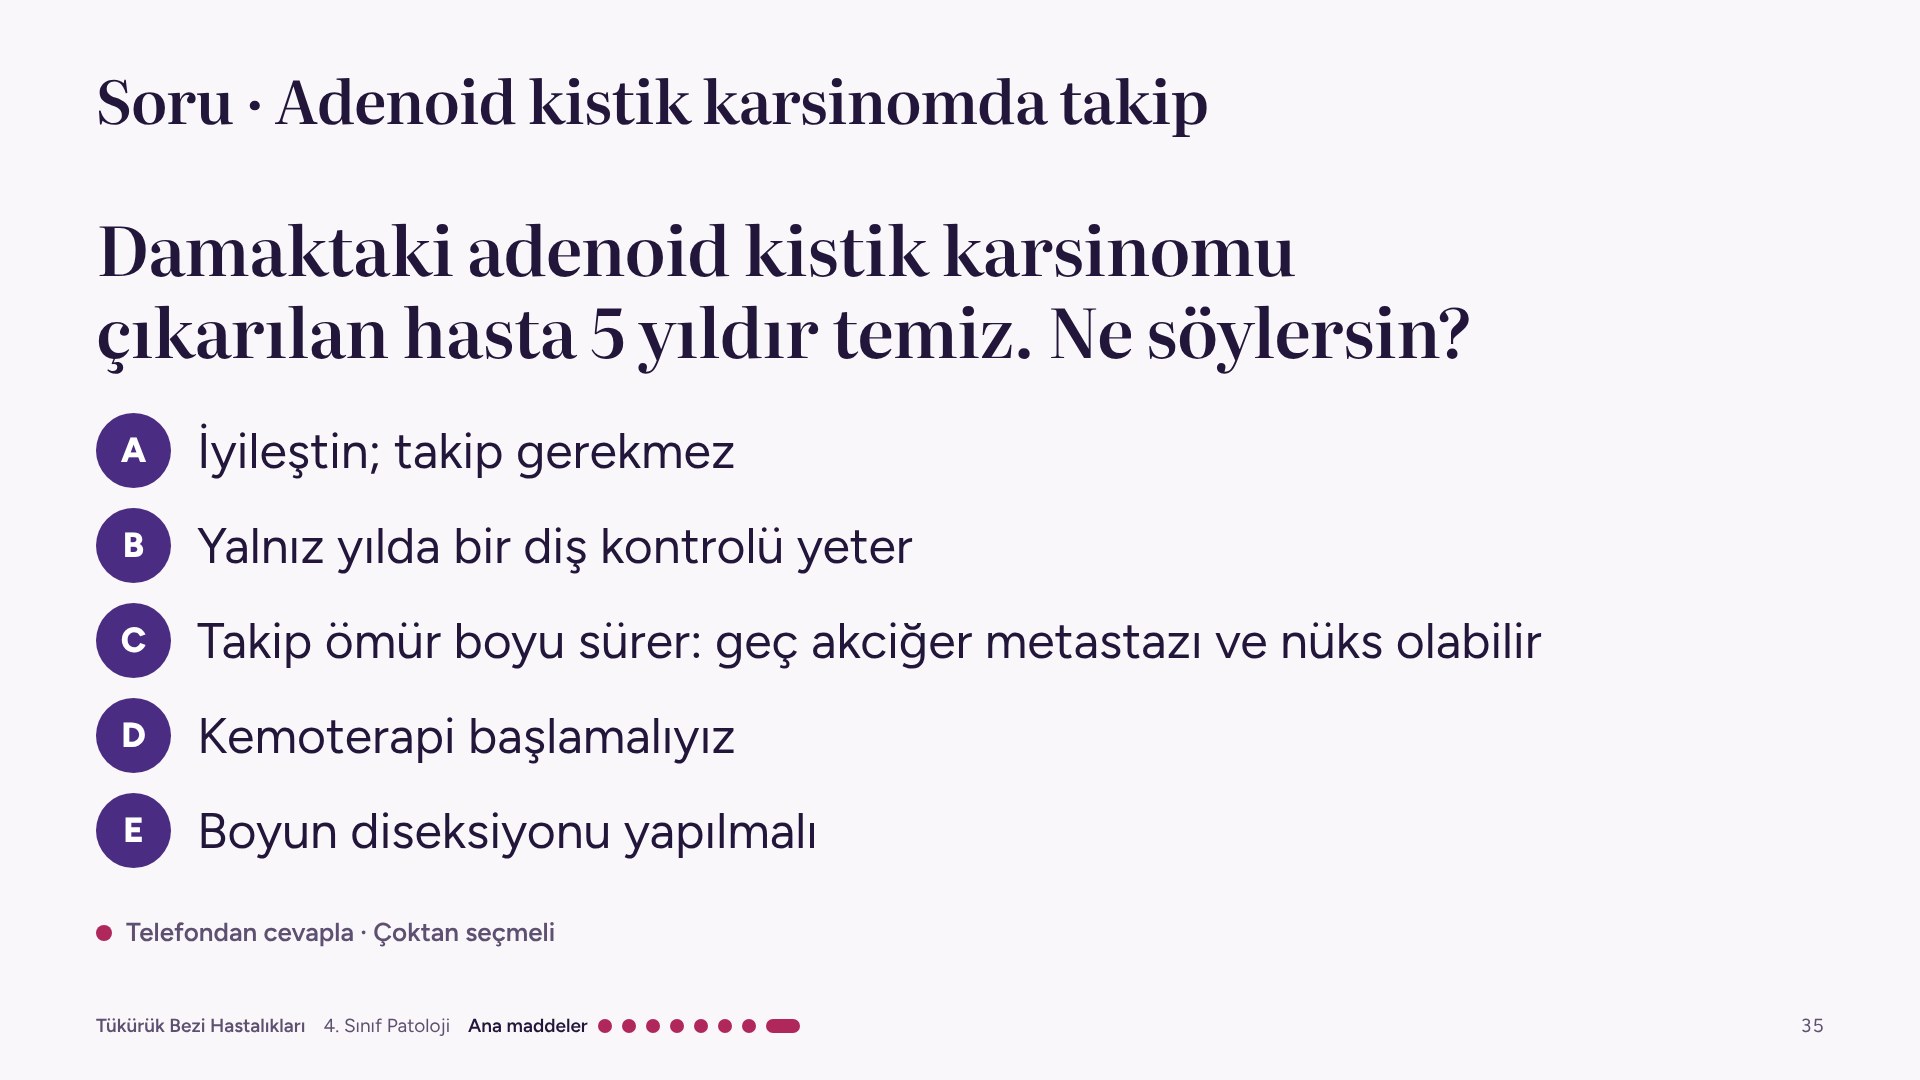 Soru · Adenoid kistik karsinomda takip
Damaktaki adenoid kistik karsinomu
çıkarılan hasta 5 yıldır temiz. Ne söylersin?
A İyileştin; takip gerekmez
B Yalnız yılda bir diş kontrolü yeter
C Takip ömür boyu sürer: geç akciğer metastazı ve nüks olabilir
D Kemoterapi başlamalıyız
E Boyun diseksiyonu yapılmalı
Telefondan cevapla · Çoktan seçmeli
Tükürük Bezi Hastalıkları 4. Sınıf Patoloji Ana maddeler 35